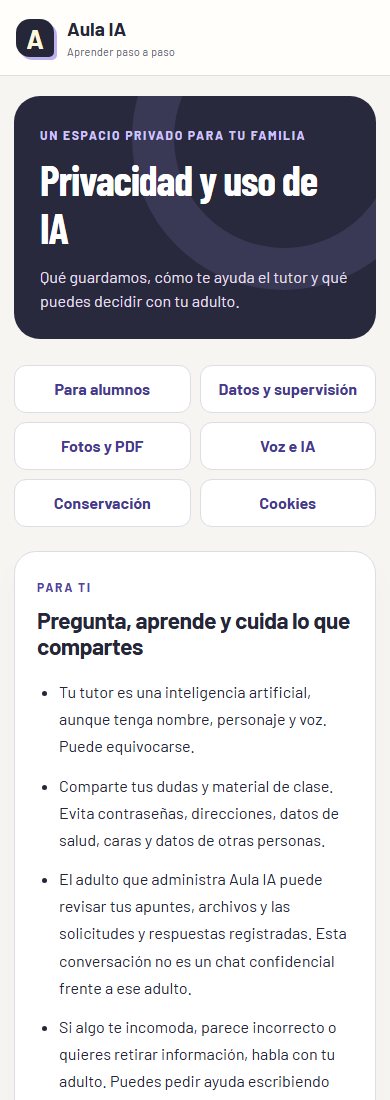 A
Aula IA
Aprender paso a paso
UN ESPACIO PRIVADO PARA TU FAMILIA
Privacidad y uso de
IA
Qué guardamos, cómo te ayuda el tutor y qué
puedes decidir con tu adulto.
Para alumnos
Datos y supervisión
Fotos y PDF
Voz e IA
Conservación
Cookies
PARA TI
Pregunta, aprende y cuida lo que
compartes
• Tu tutor es una inteligencia artificial,
aunque tenga nombre, personaje y voz.
Puede equivocarse.
• Comparte tus dudas y material de clase.
Evita contraseñas, direcciones, datos de
salud, caras y datos de otras personas.
• El adulto que administra Aula IA puede
revisar tus apuntes, archivos y las
solicitudes y respuestas registradas. Esta
conversación no es un chat confidencial
frente a ese adulto.
• Si algo te incomoda, parece incorrecto o
quieres retirar información, habla con tu
adulto. Puedes pedir ayuda escribiendo